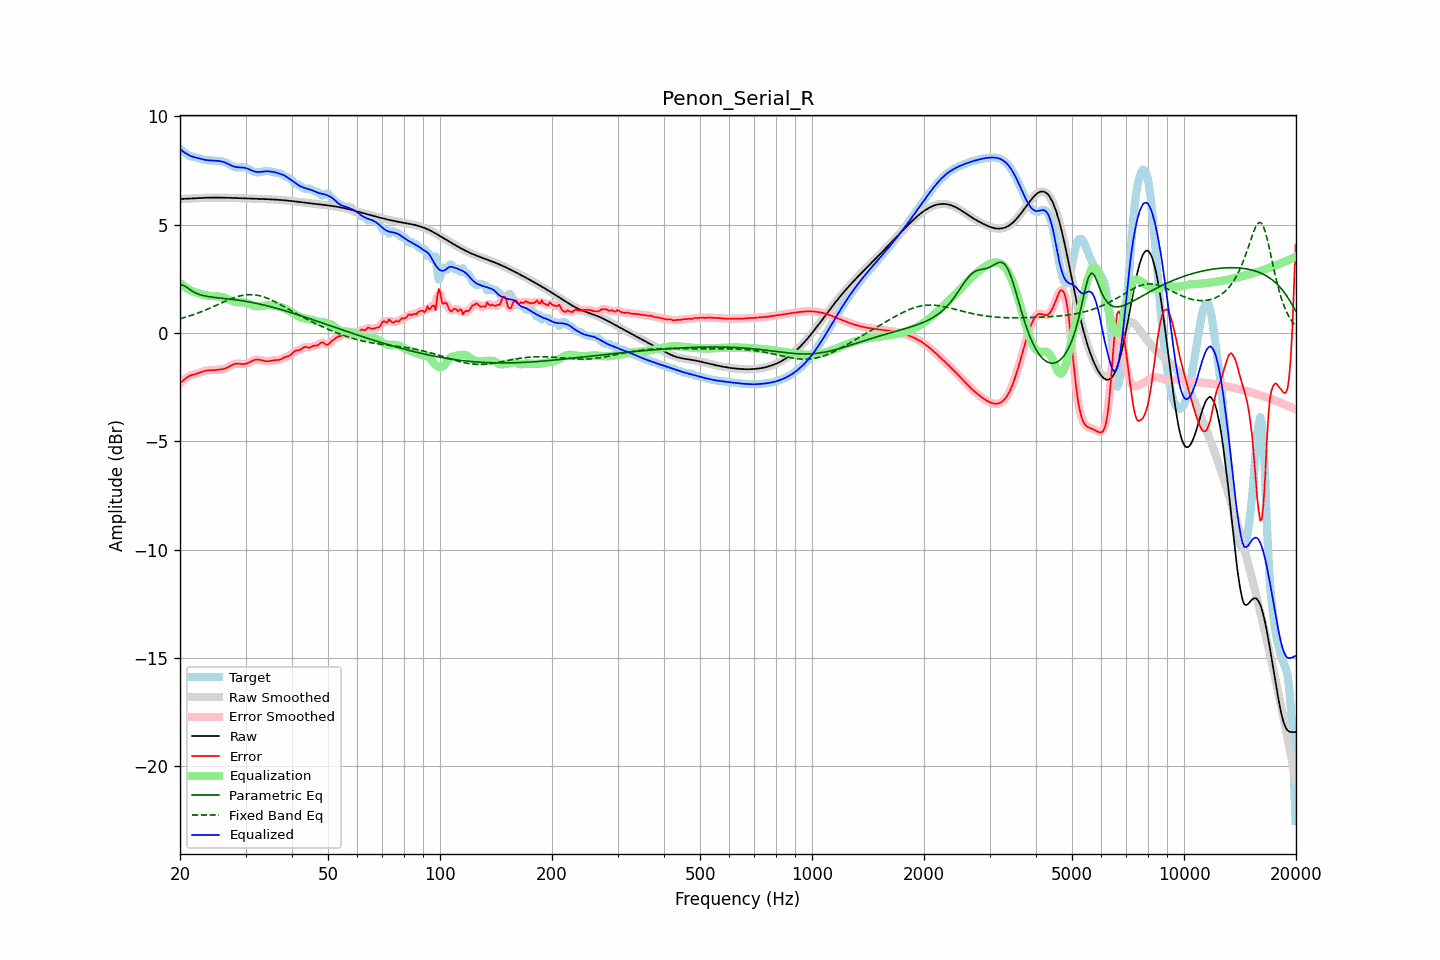 Penon_Serial_R
Amplitude (dBr)
10
5
0
−5
−10
−15
−20
Target
Raw Smoothed
Error Smoothed
Raw
Error
Equalization
Parametric Eq
Fixed Band Eq
Equalized
20 50 100 200 500 1000 2000 5000 10000 20000
Frequency (Hz)